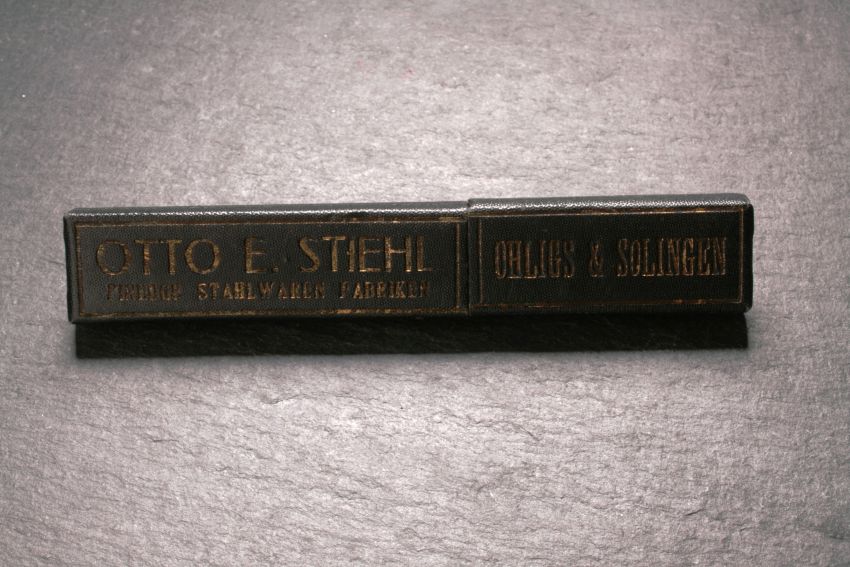 OTTO E. STIEHL
STAHLWAREN FABRIKEN
OHLIGS & SOLINGEN